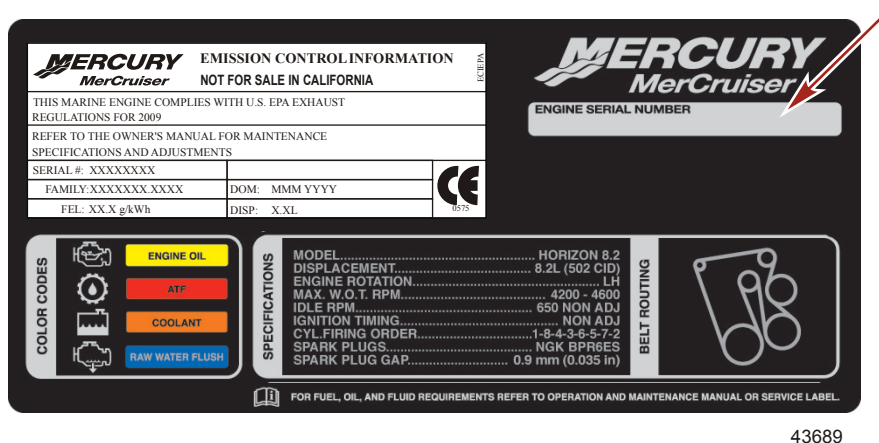 MERCURY
MerCruiser
EMISSION CONTROL INFORMATION
NOT FOR SALE IN CALIFORNIA
ECIEPA
THIS MARINE ENGINE COMPLIES WITH U.S. EPA EXHAUST
REGULATIONS FOR 2009
REFER TO THE OWNER'S MANUAL FOR MAINTENANCE
SPECIFICATIONS AND ADJUSTMENTS
SERIAL #: XXXXXXXX
FAMILY:XXXXXXX.XXXX
DOM: MMM YYYY
FEL: XX.X g/kWh
DISP: X.XL
CE
0575
MERCURY
MerCruiser
ENGINE SERIAL NUMBER
COLOR CODES
ENGINE OIL
ATF
COOLANT
RAW WATER FLUSH
SPECIFICATIONS
MODEL................................... HORIZON 8.2
DISPLACEMENT......................... 8.2L (502 CID)
ENGINE ROTATION.................................. LH
MAX. W.O.T. RPM........................... 4200 - 4600
IDLE RPM................................ 650 NON ADJ
IGNITION TIMING............................ NON ADJ
CYL.FIRING ORDER.................... 1-8-4-3-6-5-7-2
SPARK PLUGS.......................... NGK BPR6ES
SPARK PLUG GAP................. 0.9 mm (0.035 in)
BELT ROUTING
FOR FUEL, OIL, AND FLUID REQUIREMENTS REFER TO OPERATION AND MAINTENANCE MANUAL OR SERVICE LABEL.
43689